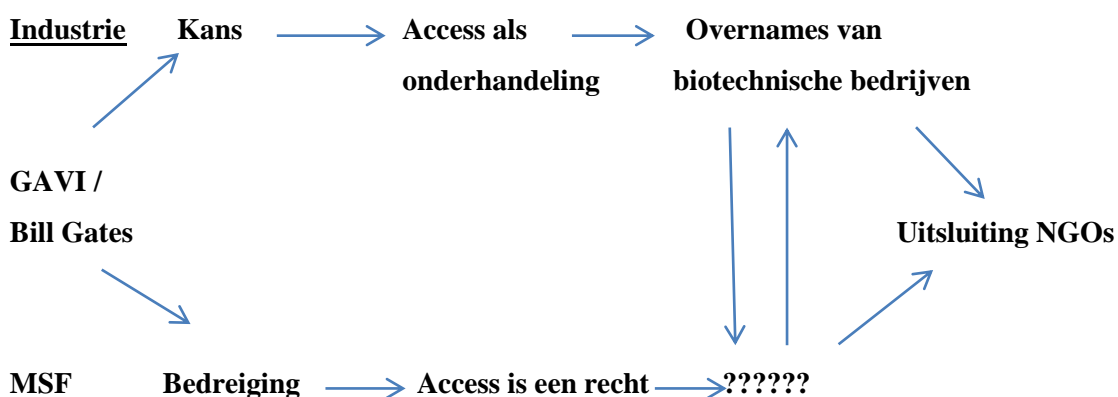 Industrie Kans Access als Overnames van
onderhandeling biotechnische bedrijven
GAVI /
Bill Gates Uitsluiting NGOs
MSF Bedreiging Access is een recht ??????